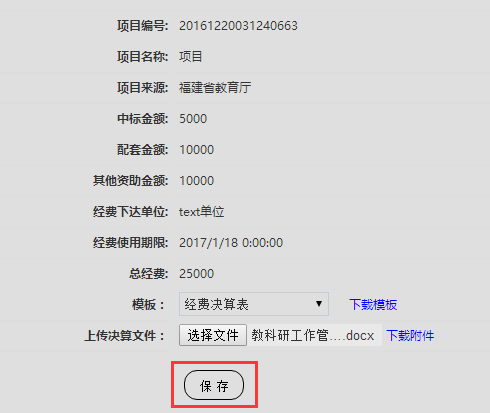 项目编号: 20161220031240663
项目名称: 项目
项目来源: 福建省教育厅
中标金额: 5000
配套金额: 10000
其他资助金额: 10000
经费下达单位: text单位
经费使用期限: 2017/1/18 0:00:00
总经费: 25000
模板： 经费决算表 下载模板
上传决算文件： 选择文件 教科研工作管....docx 下载附件
保 存